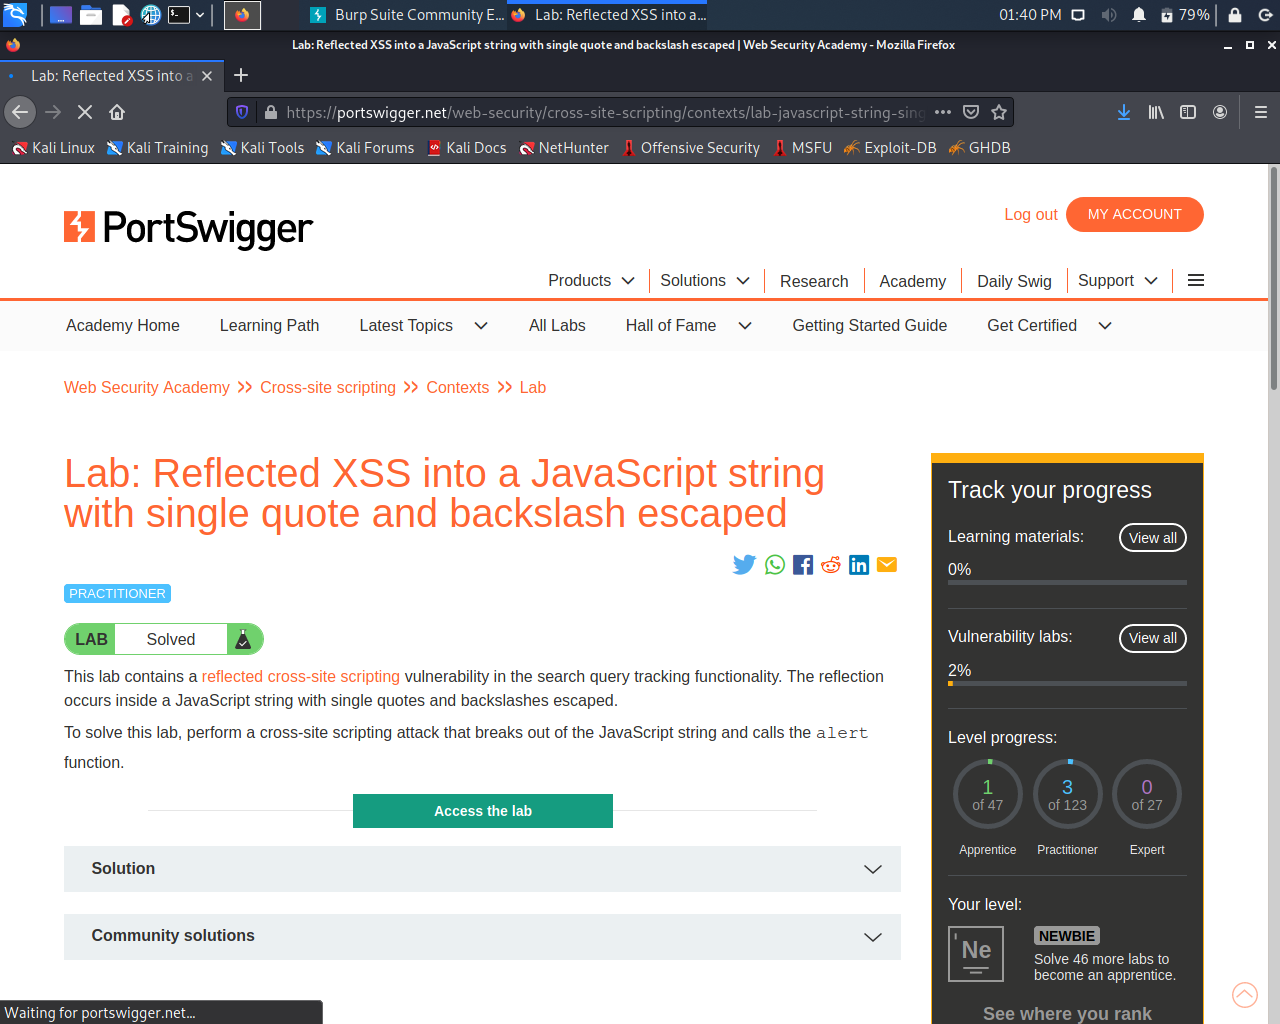 Burp Suite Community E...
Lab: Reflected XSS into a...
01:40 PM
79%
Lab: Reflected XSS into a JavaScript string with single quote and backslash escaped | Web Security Academy - Mozilla Firefox
Lab: Reflected XSS into a
https://portswigger.net/web-security/cross-site-scripting/contexts/lab-javascript-string-sing
Kali Linux
Kali Training
Kali Tools
Kali Forums
Kali Docs
NetHunter
Offensive Security
MSFU
Exploit-DB
GHDB
PortSwigger
Log out
MY ACCOUNT
Products
Solutions
Research
Academy
Daily Swig
Support
Academy Home
Learning Path
Latest Topics
All Labs
Hall of Fame
Getting Started Guide
Get Certified
Web Security Academy
Cross-site scripting
Contexts
Lab
Lab: Reflected XSS into a JavaScript string
with single quote and backslash escaped
PRACTITIONER
LAB
Solved
This lab contains a reflected cross-site scripting vulnerability in the search query tracking functionality. The reflection
occurs inside a JavaScript string with single quotes and backslashes escaped.
To solve this lab, perform a cross-site scripting attack that breaks out of the JavaScript string and calls the alert
function.
Access the lab
Solution
Community solutions
Track your progress
Learning materials:
View all
0%
Vulnerability labs:
View all
2%
Level progress:
1
of 47
3
of 123
0
of 27
Apprentice
Practitioner
Expert
Your level:
Ne
NEWBIE
Solve 46 more labs to
become an apprentice.
See where you rank
Waiting for portswigger.net...